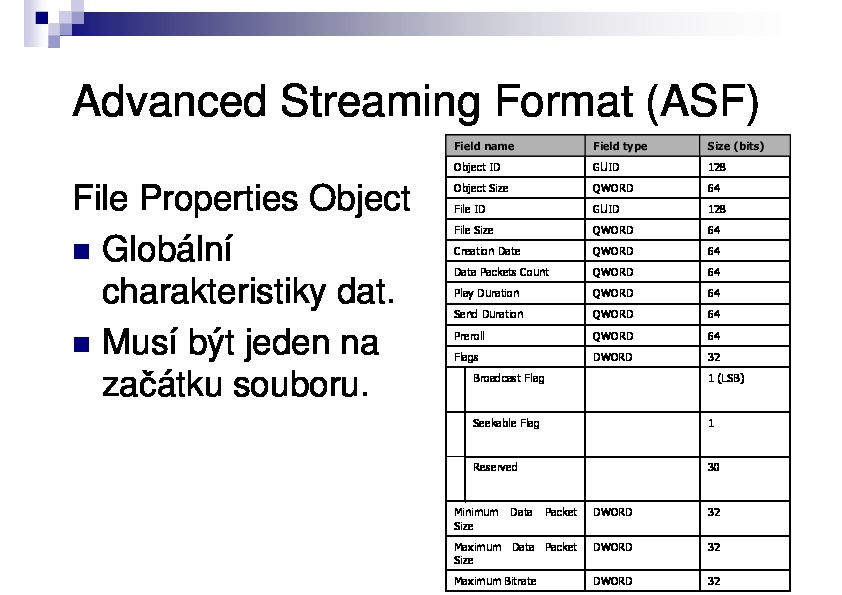 Advanced Streaming Format (ASF)
File Properties Object
Globální
charakteristiky dat.
Musí být jeden na
začátku souboru.
Field name Field type Size (bits)
Object ID GUID 128
Object Size QWORD 64
File ID GUID 128
File Size QWORD 64
Creation Date QWORD 64
Data Packets Count QWORD 64
Play Duration QWORD 64
Send Duration QWORD 64
Preroll QWORD 64
Flags DWORD 32
Broadcast Flag 1 (LSB)
Seekable Flag 1
Reserved 30
Minimum Data Packet DWORD 32
Size
Maximum Data Packet DWORD 32
Size
Maximum Bitrate DWORD 32